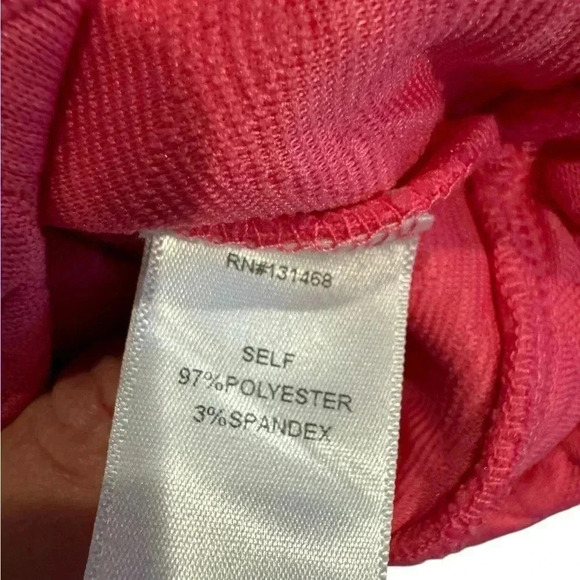 RN#131468
SELF
97%POLYESTER
3%SPANDEX